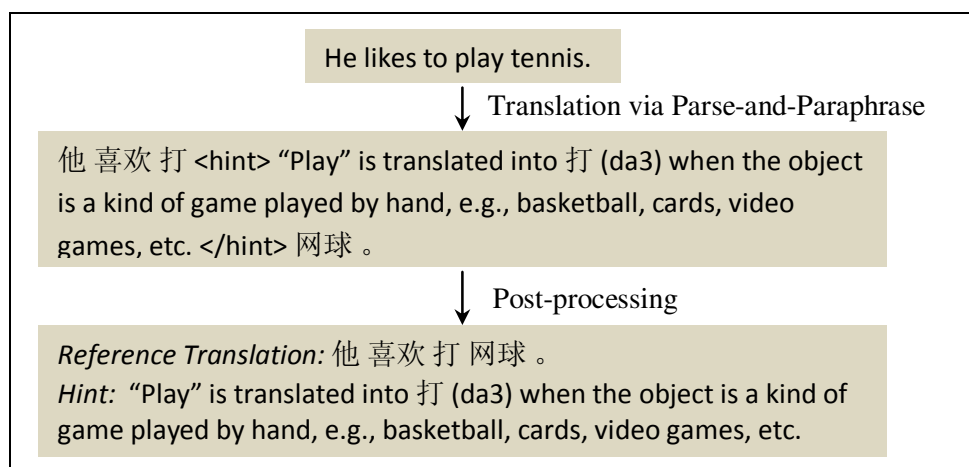 He likes to play tennis.
Translation via Parse-and-Paraphrase
他 喜欢 打 <hint> “Play” is translated into 打 (da3) when the object
is a kind of game played by hand, e.g., basketball, cards, video
games, etc. </hint> 网球 。
Post-processing
Reference Translation: 他 喜欢 打 网球 。
Hint: “Play” is translated into 打 (da3) when the object is a kind of
game played by hand, e.g., basketball, cards, video games, etc.